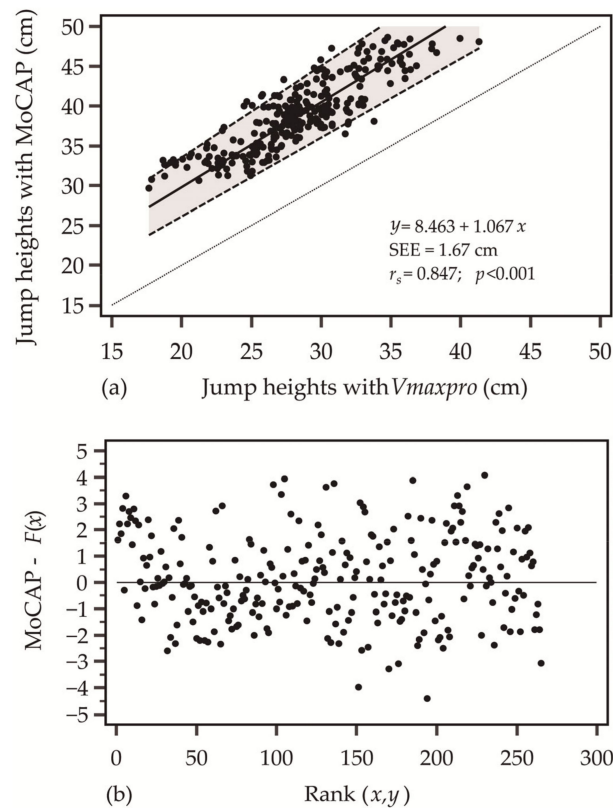 Jump heights with MoCAP (cm)
50
45
40
35
30
25
20
15
y= 8.463 + 1.067 x
SEE = 1.67 cm
rs= 0.847; p<0.001
15 20 25 30 35 40 45 50
(a) Jump heights with Vmaxpro (cm)
MoCAP - F(x)
5
4
3
2
1
0
−1
−2
−3
−4
−5
0 50 100 150 200 250 300
(b) Rank (x,y)